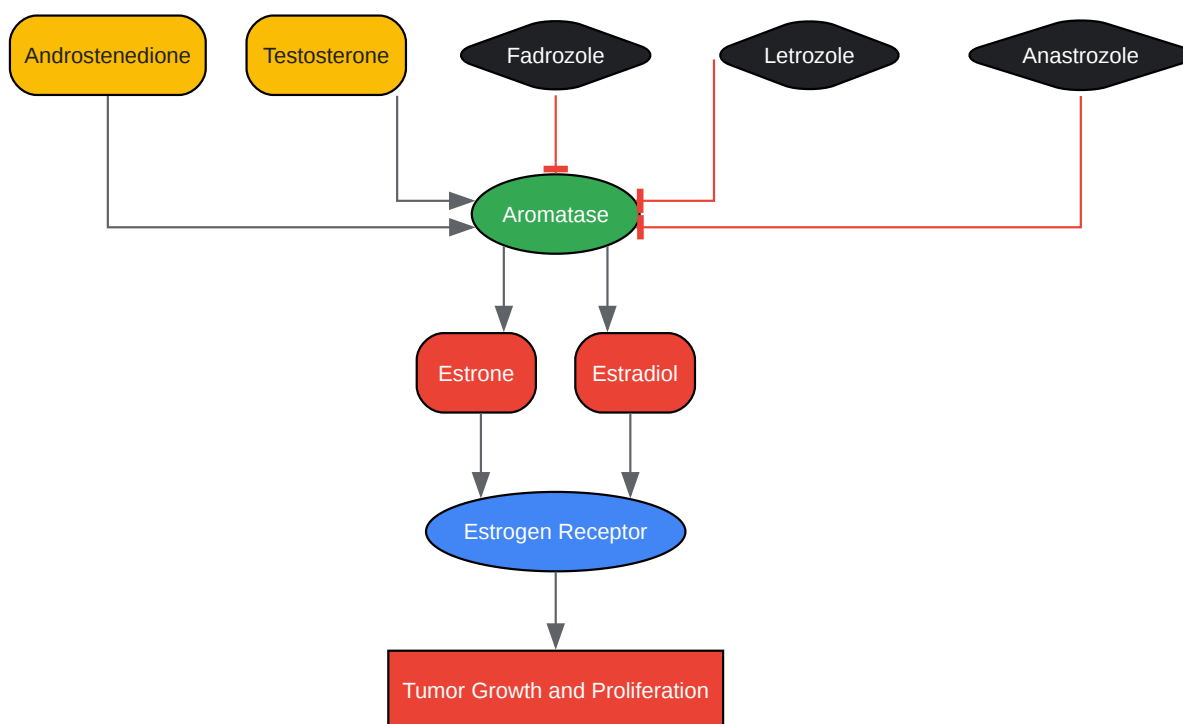 Androstenedione
Testosterone
Fadrozole
Letrozole
Anastrozole
Aromatase
Estrone
Estradiol
Estrogen Receptor
Tumor Growth and Proliferation